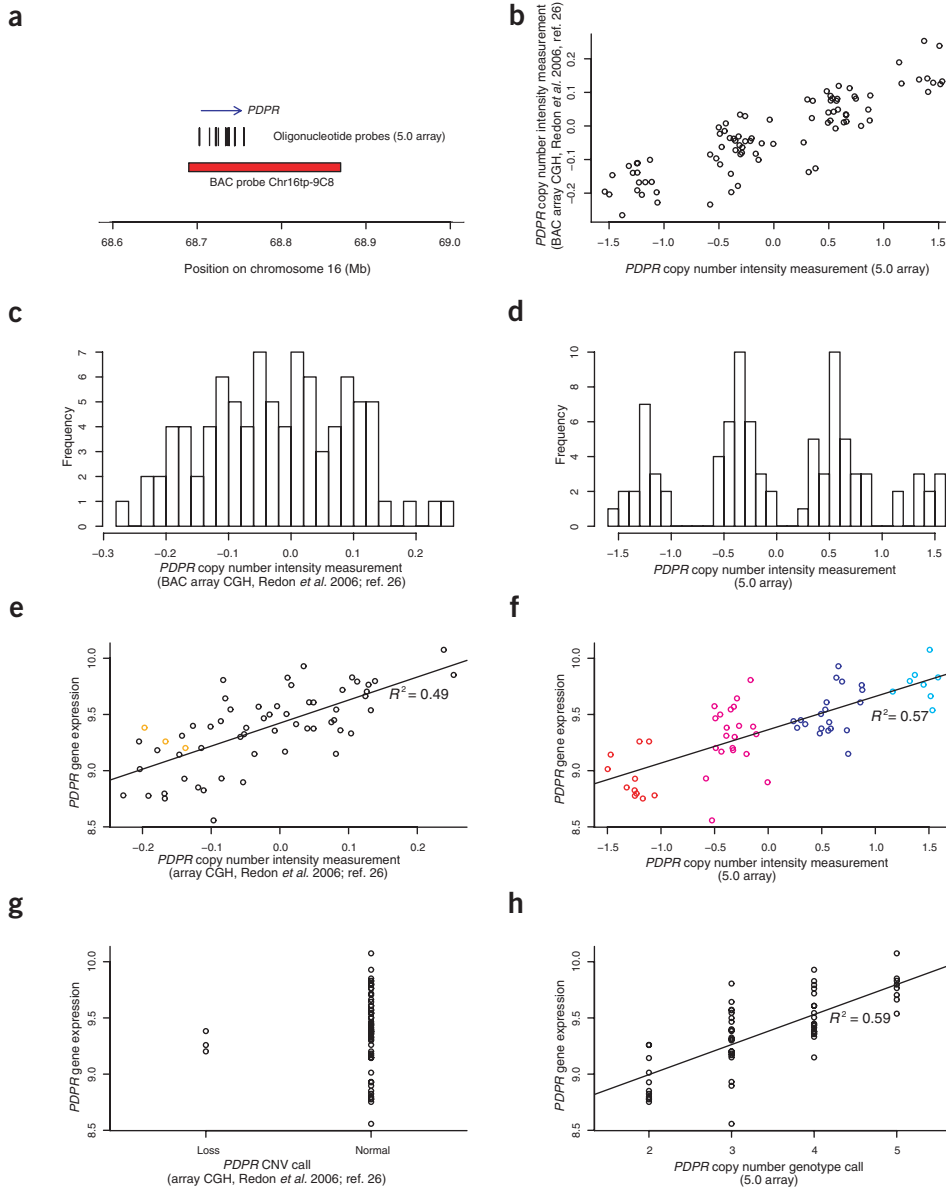 a
PDPR
Oligonucleotide probes (5.0 array)
BAC probe Chr16tp-9C8
68.6 68.7 68.8 68.9 69.0
Position on chromosome 16 (Mb)
b
PDPR copy number intensity measurement
(BAC array CGH, Redon et al. 2006, ref. 26)
0.2
0.1
0.0
−0.1
−0.2
−1.5 −1.0 −0.5 0.0 0.5 1.0 1.5
PDPR copy number intensity measurement (5.0 array)
c
Frequency
7
6
5
4
3
2
1
0
−0.3 −0.2 −0.1 0.0 0.1 0.2
PDPR copy number intensity measurement
(BAC array CGH, Redon et al. 2006; ref. 26)
d
Frequency
10
8
6
4
2
0
−1.5 −1.0 −0.5 0.0 0.5 1.0 1.5
PDPR copy number intensity measurement
(5.0 array)
e
PDPR gene expression
10.0
9.5
9.0
8.5
R² = 0.49
−0.2 −0.1 0.0 0.1 0.2
PDPR copy number intensity measurement
(array CGH, Redon et al. 2006; ref. 26)
f
PDPR gene expression
10.0
9.5
9.0
8.5
R² = 0.57
−1.5 −1.0 −0.5 0.0 0.5 1.0 1.5
PDPR copy number intensity measurement
(5.0 array)
g
PDPR gene expression
10.0
9.5
9.0
8.5
Loss Normal
PDPR CNV call
(array CGH, Redon et al. 2006; ref. 26)
h
PDPR gene expression
10.0
9.5
9.0
8.5
R² = 0.59
2 3 4 5
PDPR copy number genotype call
(5.0 array)